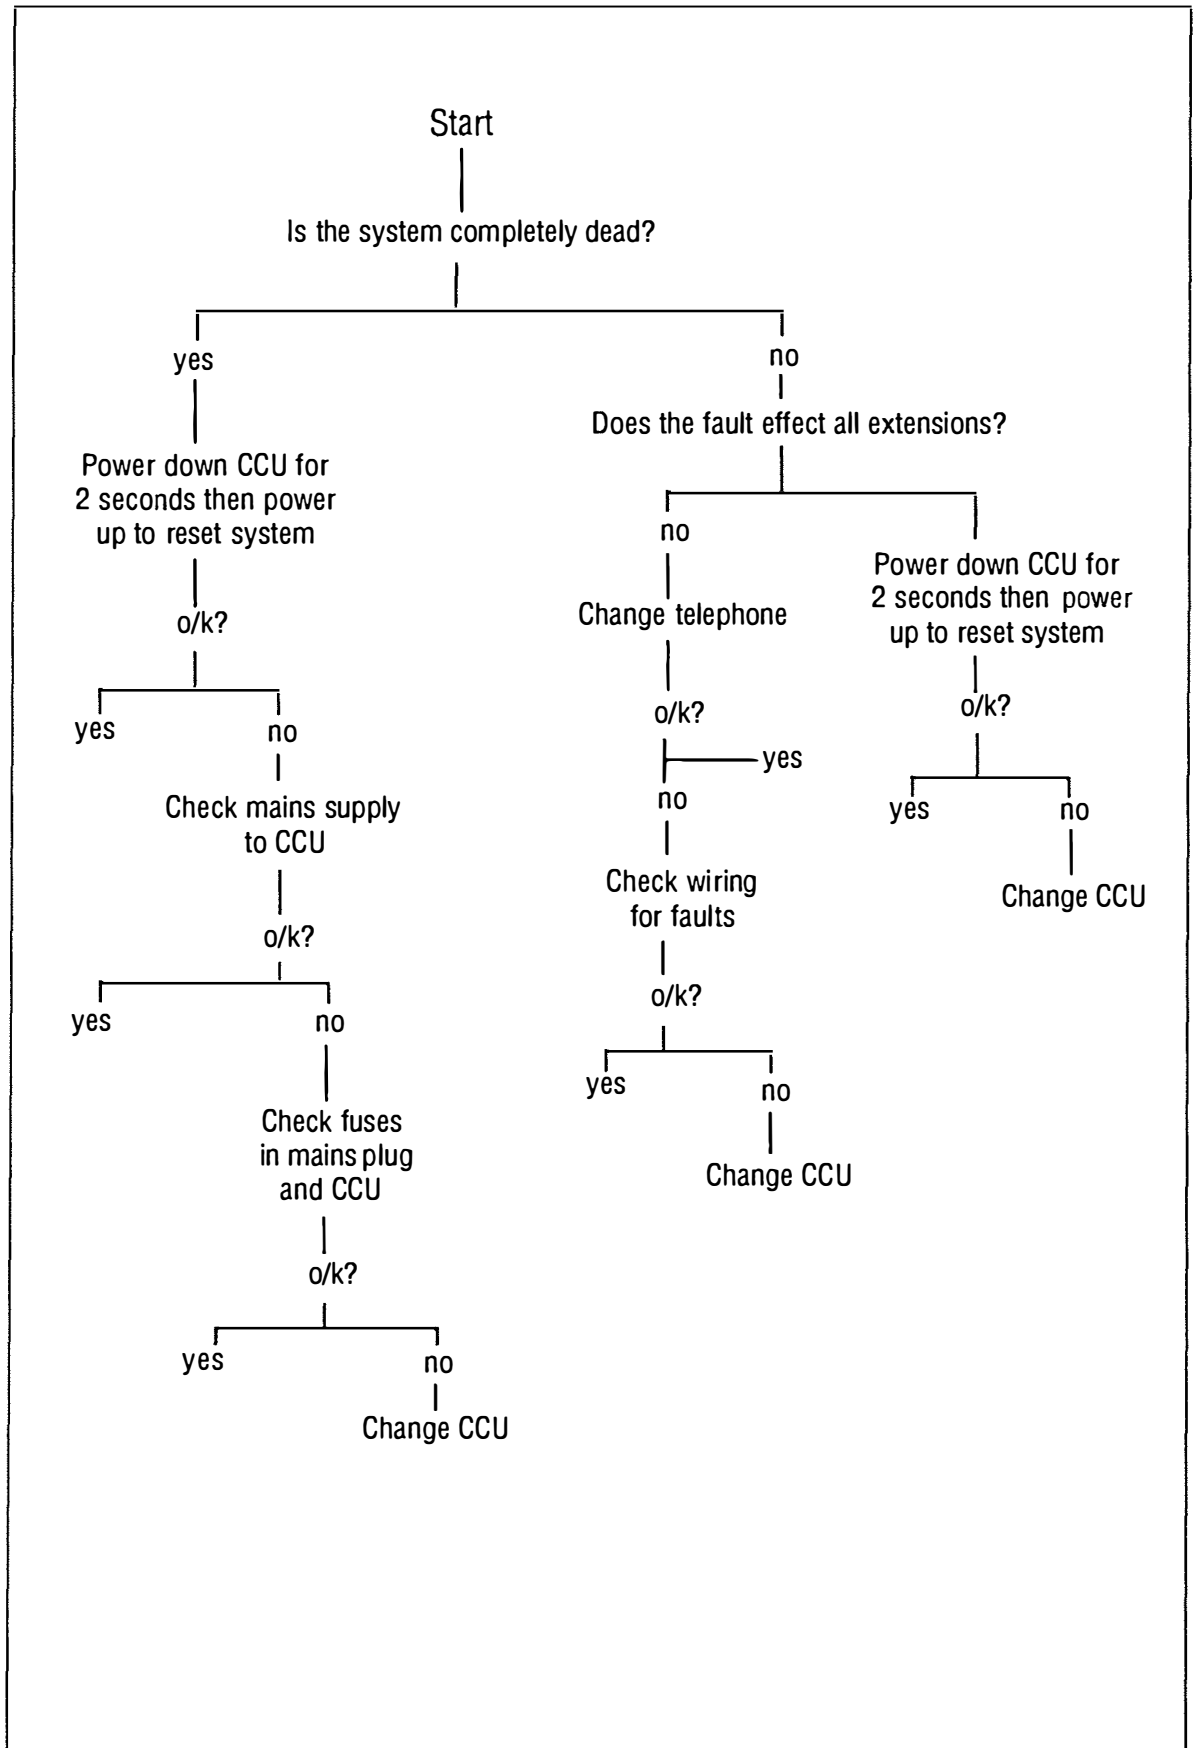 Start
Is the system completely dead?
yes
no
Does the fault effect all extensions?
Power down CCU for
2 seconds then power
up to reset system
o/k?
yes
no
Check mains supply
to CCU
o/k?
yes
no
Check fuses
in mains plug
and CCU
o/k?
yes
no
Change CCU
no
Change telephone
o/k?
yes
no
Check wiring
for faults
o/k?
yes
no
Change CCU
Power down CCU for
2 seconds then power
up to reset system
o/k?
yes
no
Change CCU